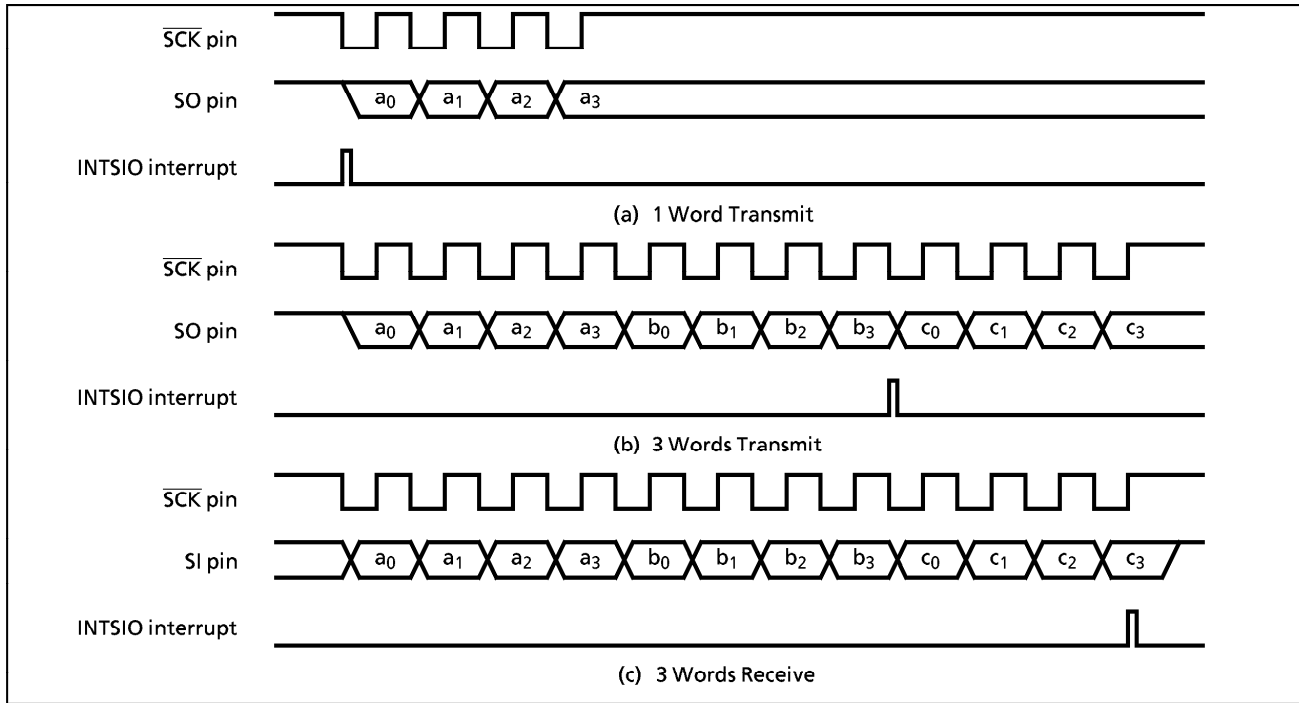 SCK pin
SO pin a0 a1 a2 a3
INTSIO interrupt
(a) 1 Word Transmit
SCK pin
SO pin a0 a1 a2 a3 b0 b1 b2 b3 c0 c1 c2 c3
INTSIO interrupt
(b) 3 Words Transmit
SCK pin
SI pin a0 a1 a2 a3 b0 b1 b2 b3 c0 c1 c2 c3
INTSIO interrupt
(c) 3 Words Receive